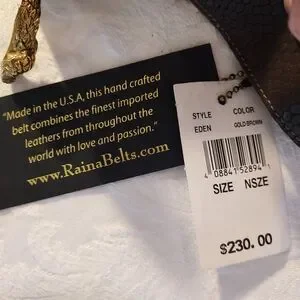 "Made in the U.S.A, this hand crafted
belt combines the finest imported
leathers from throughout the
world with love and passion."
www.RainaBelts.com
STYLE COLOR
EDEN GOLD BROWN
4 08841 52894 1
SIZE NSZE
$230.00